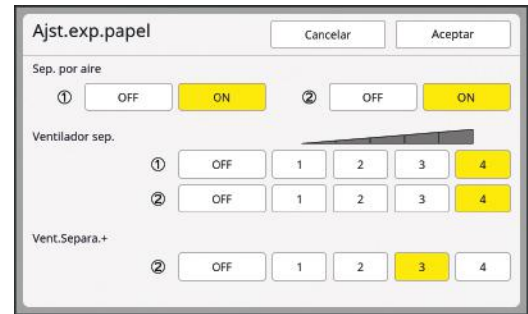 Ajst.exp.papel Cancelar Aceptar
Sep. por aire
① OFF ON ② OFF ON
Ventilador sep.
① OFF 1 2 3 4
② OFF 1 2 3 4
Vent.Separa.+
② OFF 1 2 3 4